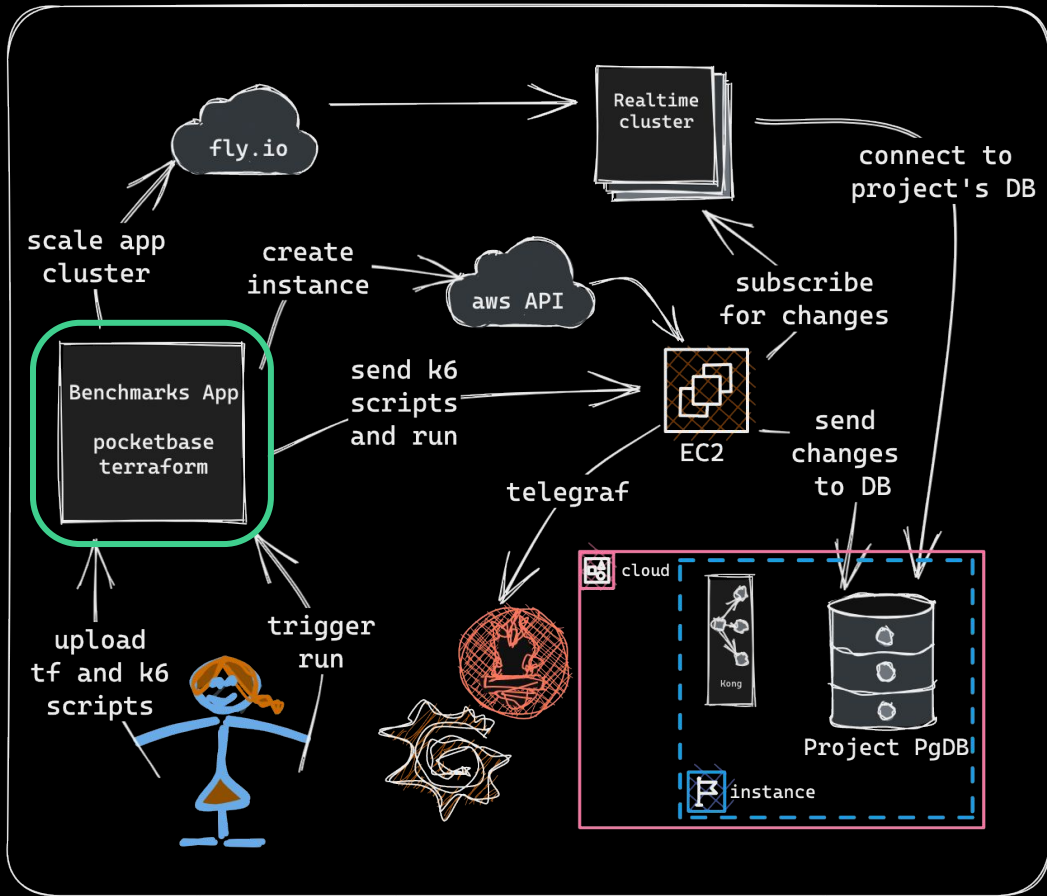 Realtime
cluster
fly.io
connect to
project's DB
scale app
cluster
create
instance
aws API
subscribe
for changes
Benchmarks App
pocketbase
terraform
send k6
scripts
and run
EC2
send
changes
to DB
telegraf
cloud
upload
tf and k6
scripts
trigger
run
Kong
Project PgDB
instance